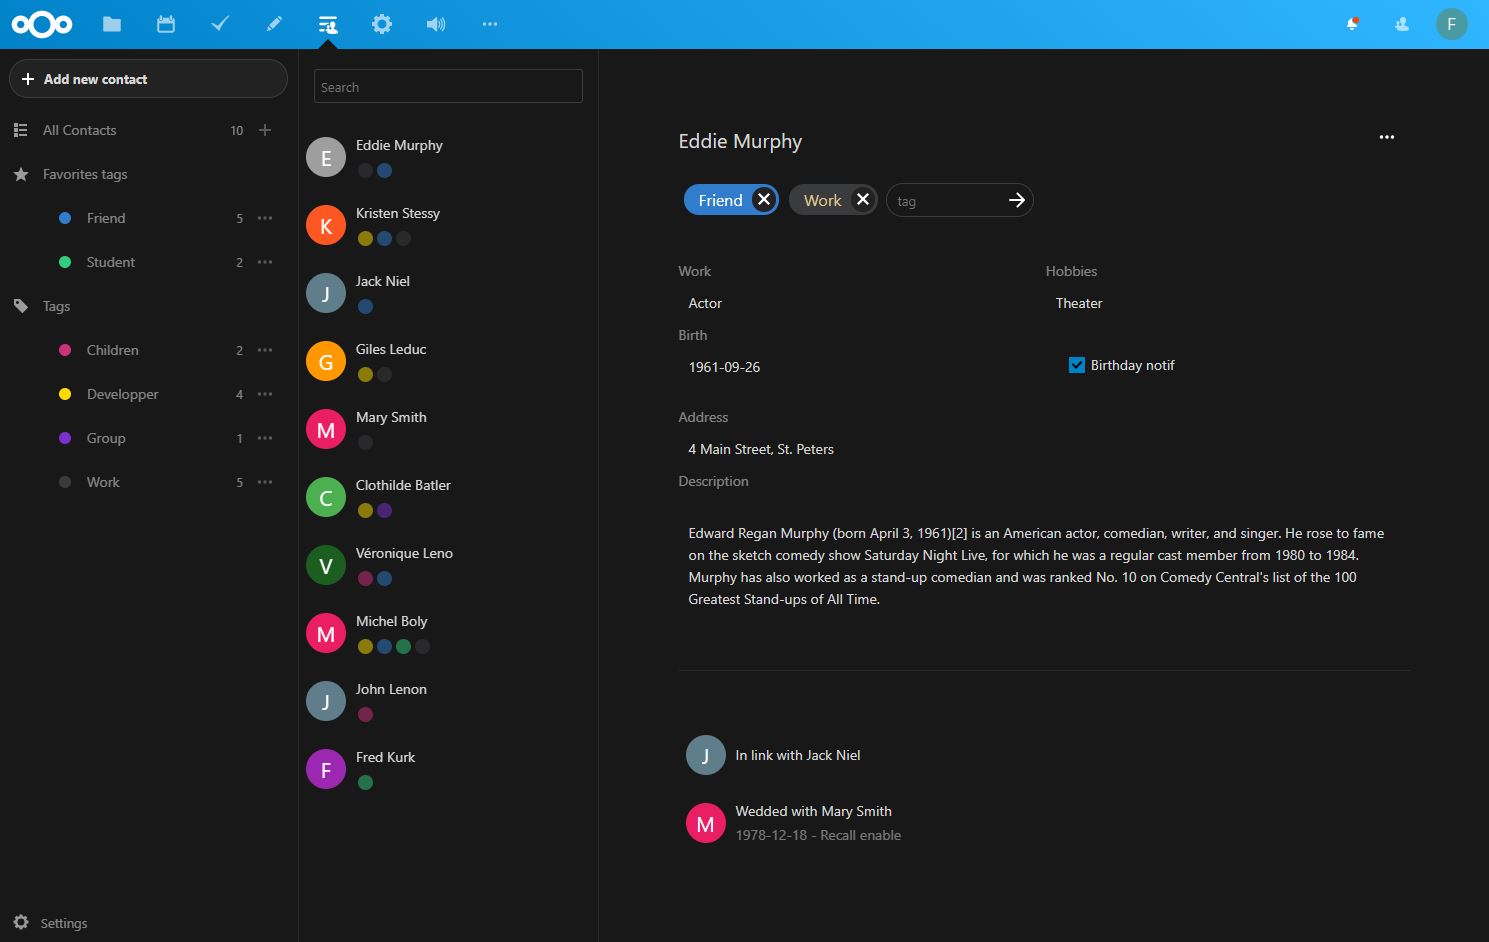 F
Add new contact
All Contacts 10
Favorites tags
Friend 5
Student 2
Tags
Children 2
Developper 4
Group 1
Work 5
Settings
Search
E Eddie Murphy
K Kristen Stessy
J Jack Niel
G Giles Leduc
M Mary Smith
C Clothilde Batler
V Véronique Leno
M Michel Boly
J John Lenon
F Fred Kurk
Eddie Murphy
Friend Work tag
Work Hobbies
Actor Theater
Birth
1961-09-26 Birthday notif
Address
4 Main Street, St. Peters
Description
Edward Regan Murphy (born April 3, 1961)[2] is an American actor, comedian, writer, and singer. He rose to fame
on the sketch comedy show Saturday Night Live, for which he was a regular cast member from 1980 to 1984.
Murphy has also worked as a stand-up comedian and was ranked No. 10 on Comedy Central's list of the 100
Greatest Stand-ups of All Time.
J In link with Jack Niel
M Wedded with Mary Smith
1978-12-18 - Recall enable